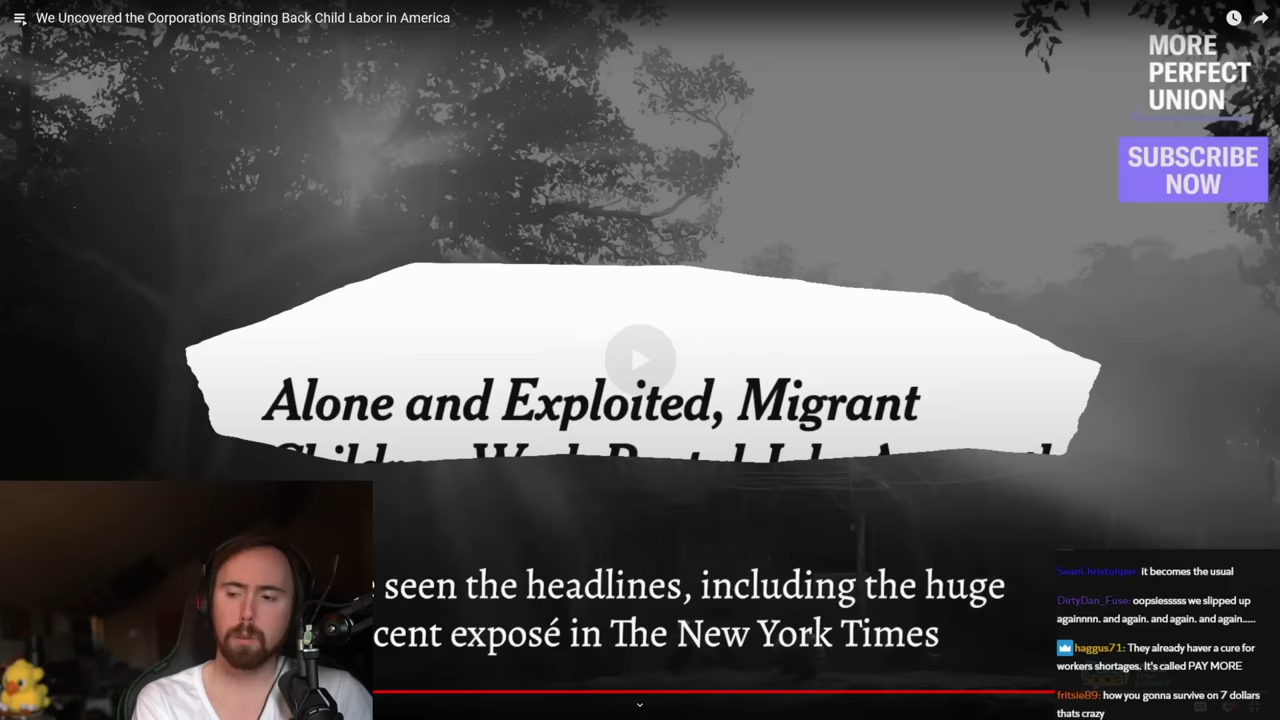 We Uncovered the Corporations Bringing Back Child Labor in America
MORE
PERFECT
UNION
SUBSCRIBE
NOW
Alone and Exploited, Migrant
seen the headlines, including the huge
cent exposé in The New York Times
SeanChristohper: it becomes the usual
DirtyDan_Fuse: oopsiesssss we slipped up
againnnn. and again. and again. and again.....
haggus71: They already haver a cure for
workers shortages. It's called PAY MORE
fritsie89: how you gonna survive on 7 dollars
thats crazy